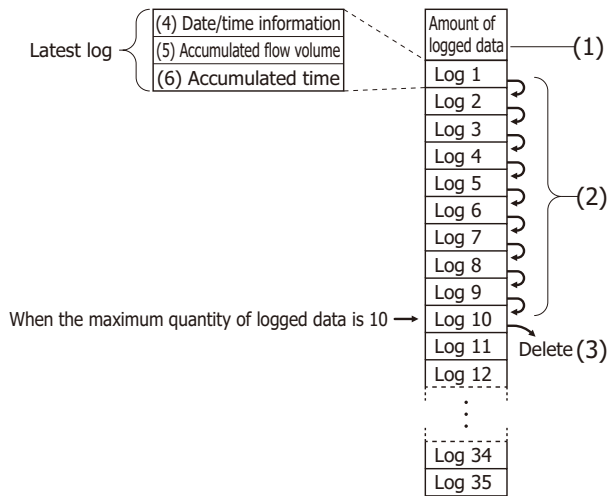 Latest log
(4) Date/time information
(5) Accumulated flow volume
(6) Accumulated time
Amount of
logged data
(1)
Log 1
Log 2
Log 3
Log 4
Log 5
Log 6
Log 7
Log 8
Log 9
(2)
When the maximum quantity of logged data is 10
Log 10
Delete (3)
Log 11
Log 12
Log 34
Log 35